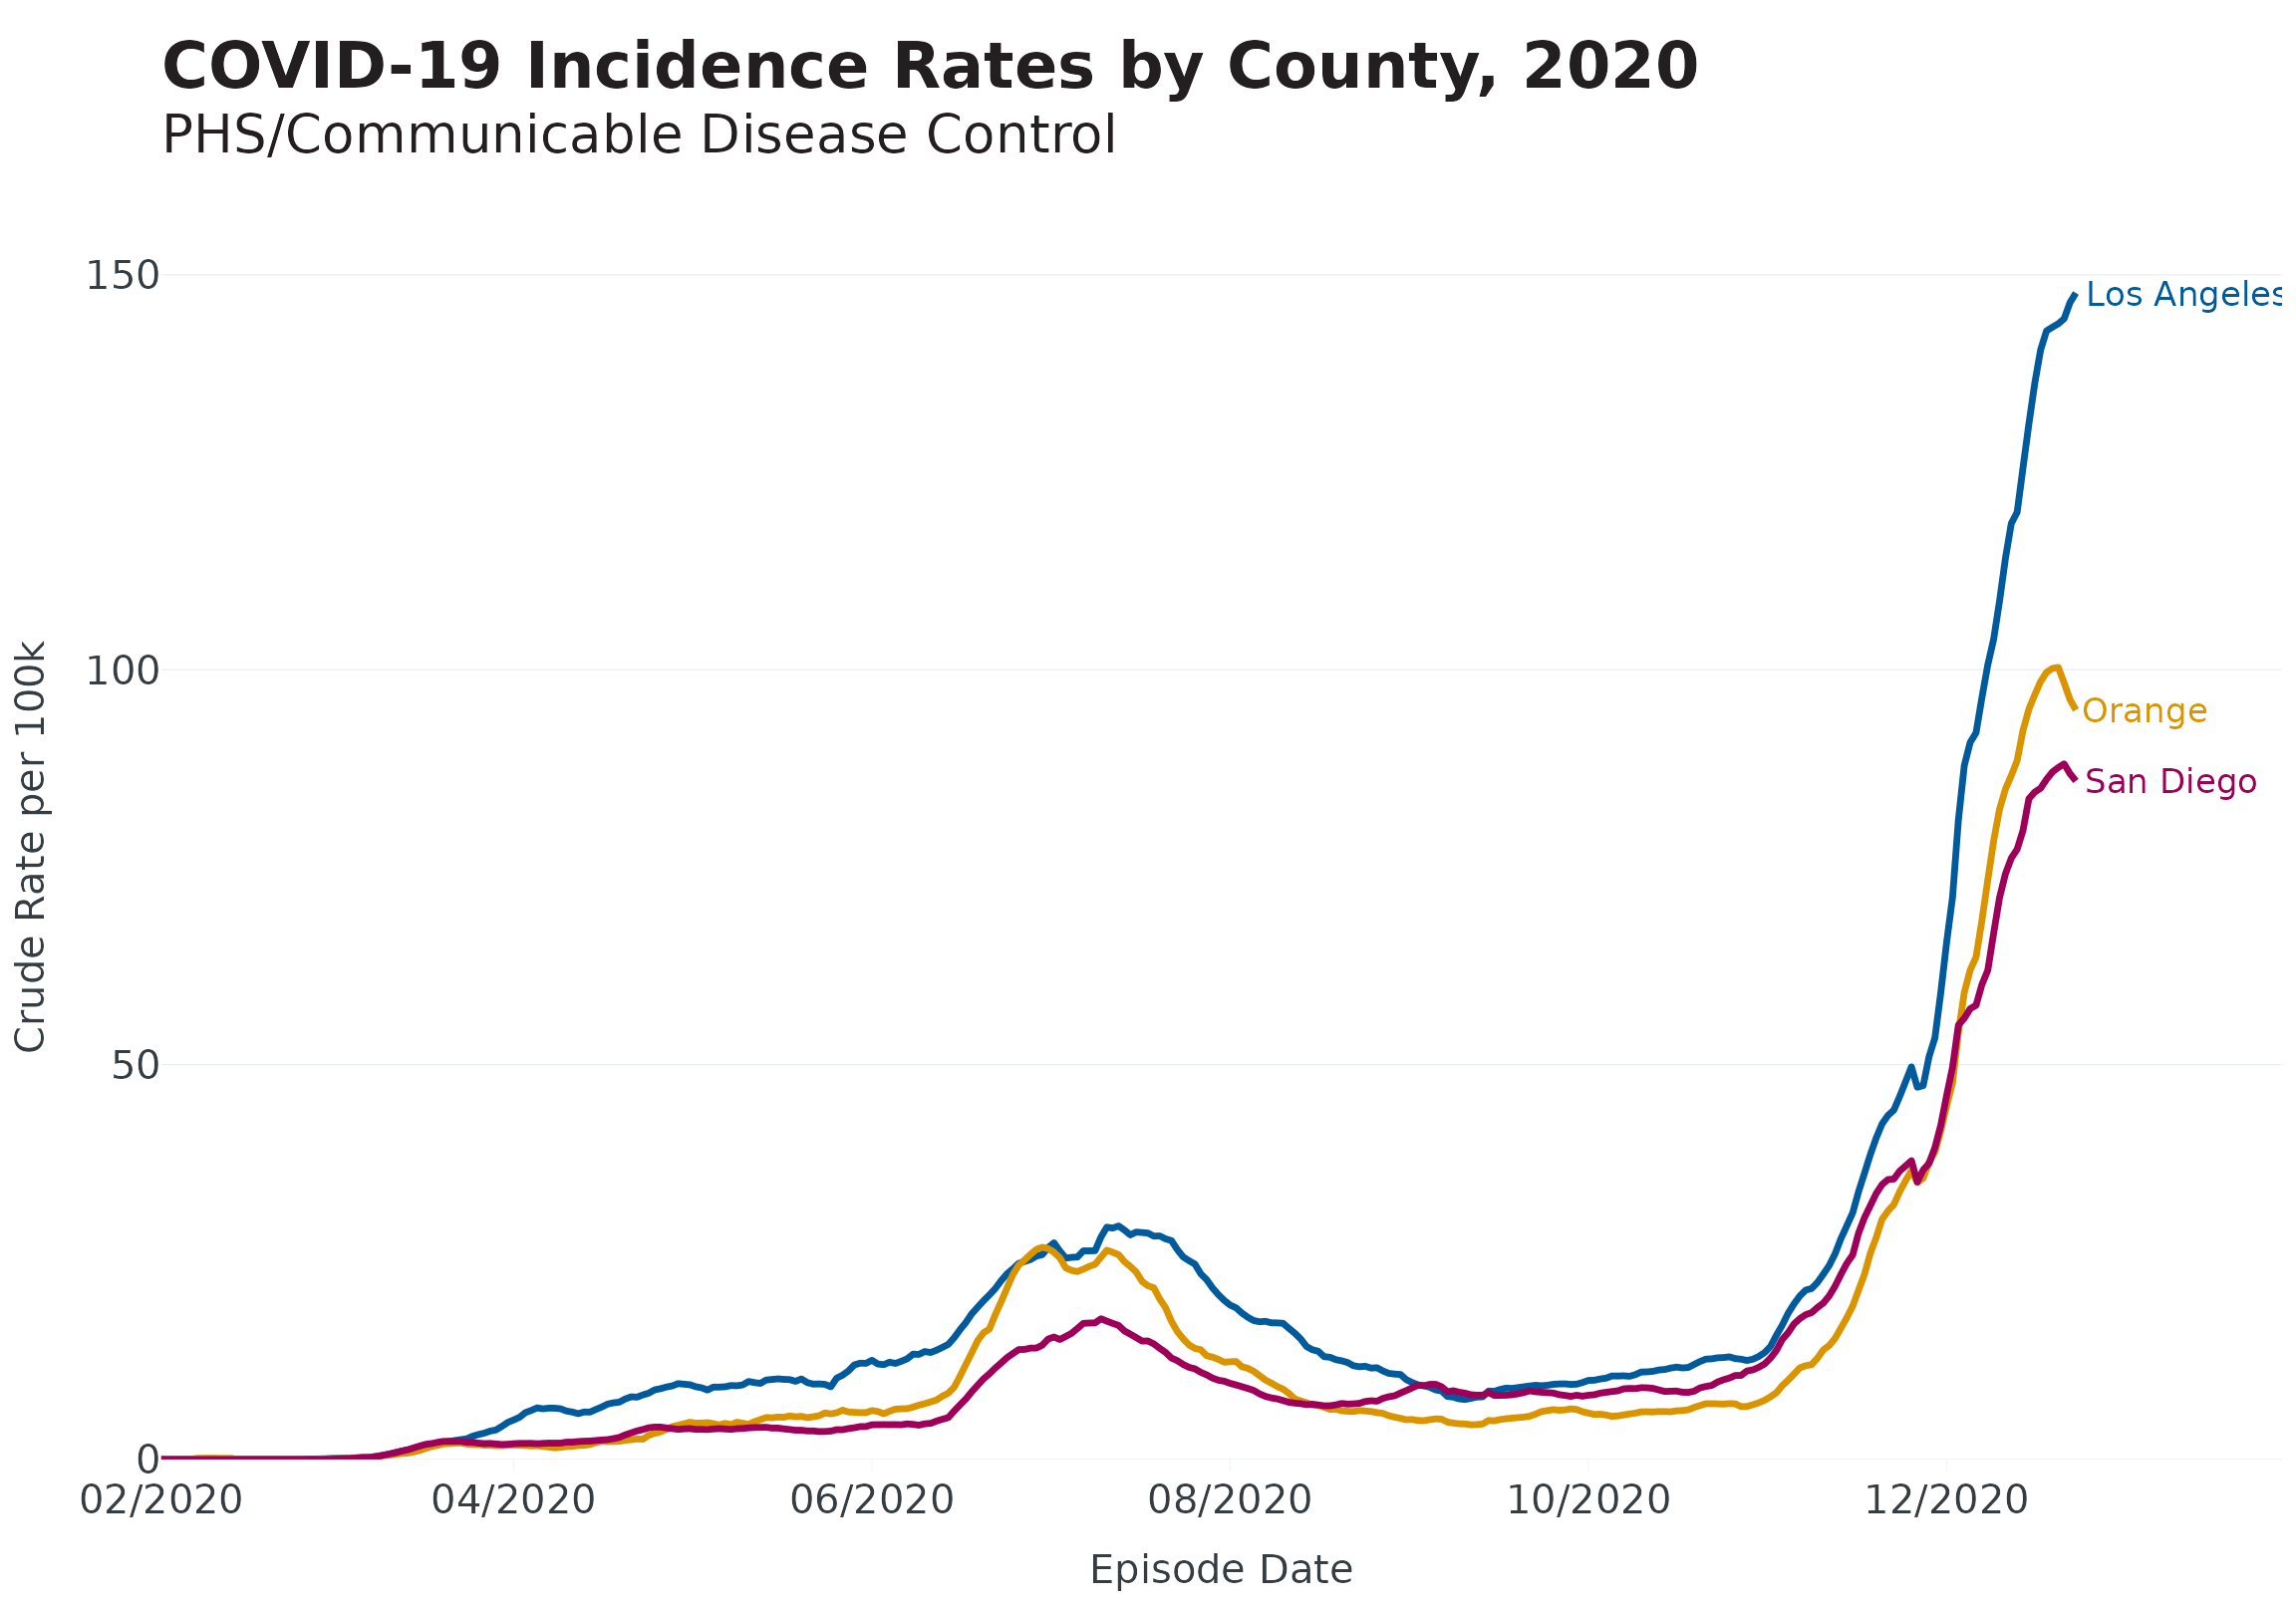 COVID-19 Incidence Rates by County, 2020
PHS/Communicable Disease Control
150
100
50
0
Crude Rate per 100k
Los Angeles
Orange
San Diego
02/2020
04/2020
06/2020
08/2020
10/2020
12/2020
Episode Date